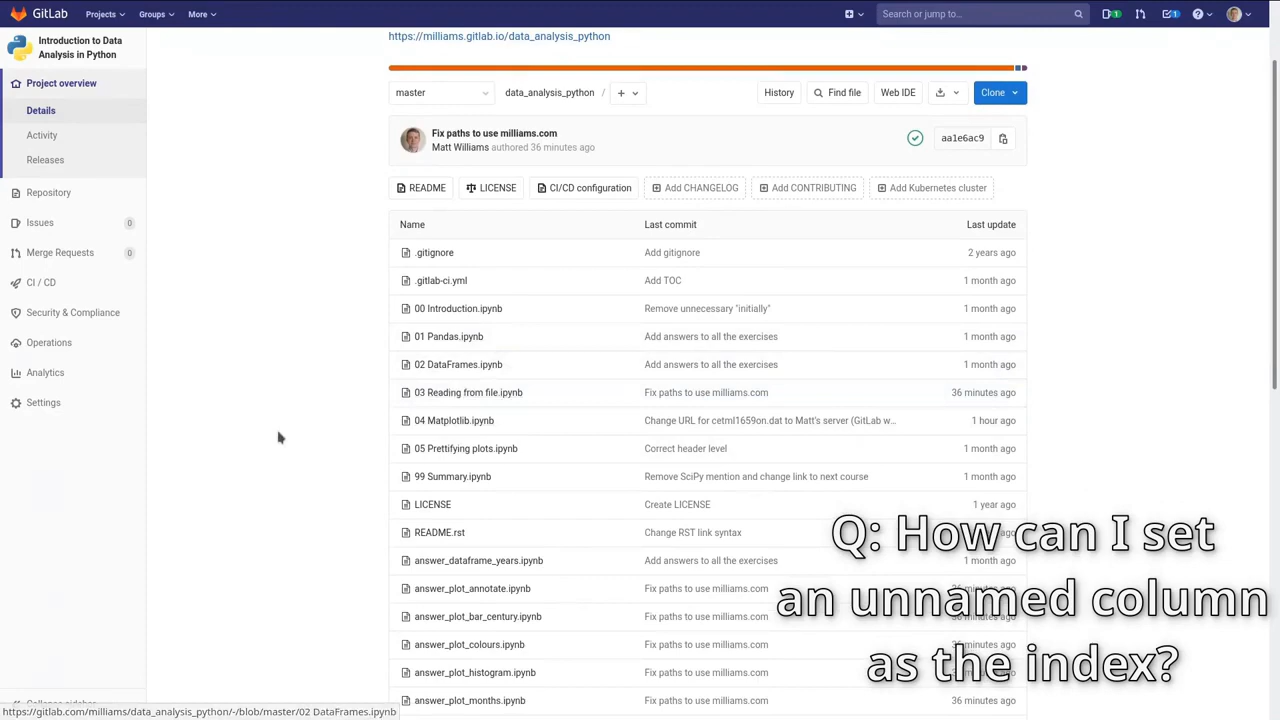 GitLab Projects Groups More Search or jump to... 1 1
Introduction to Data
Analysis in Python
Project overview
Details
Activity
Releases
Repository
Issues 0
Merge Requests 0
CI / CD
Security & Compliance
Operations
Analytics
Settings
https://milliams.gitlab.io/data_analysis_python
master data_analysis_python / + History Find file Web IDE Clone
Fix paths to use milliams.com
Matt Williams authored 36 minutes ago
aa1e6ac9
README LICENSE CI/CD configuration Add CHANGELOG Add CONTRIBUTING Add Kubernetes cluster
Name Last commit Last update
.gitignore Add gitignore 2 years ago
.gitlab-ci.yml Add TOC 1 month ago
00 Introduction.ipynb Remove unnecessary "initially" 1 month ago
01 Pandas.ipynb Add answers to all the exercises 1 month ago
02 DataFrames.ipynb Add answers to all the exercises 1 month ago
03 Reading from file.ipynb Fix paths to use milliams.com 36 minutes ago
04 Matplotlib.ipynb Change URL for cetml1659on.dat to Matt's server (GitLab w... 1 hour ago
05 Prettifying plots.ipynb Correct header level 1 month ago
99 Summary.ipynb Remove SciPy mention and change link to next course 1 month ago
LICENSE Create LICENSE 1 year ago
README.rst Change RST link syntax
answer_dataframe_years.ipynb Add answers to all the exercises
answer_plot_annotate.ipynb Fix paths to use milliams.com
answer_plot_bar_century.ipynb Fix paths to use milliams.com
answer_plot_colours.ipynb Fix paths to use milliams.com
answer_plot_histogram.ipynb Fix paths to use milliams.com
answer_plot_months.ipynb Fix paths to use milliams.com 36 minutes ago
Q: How can I set
an unnamed column
as the index?
https://gitlab.com/milliams/data_analysis_python/-/blob/master/02 DataFrames.ipynb